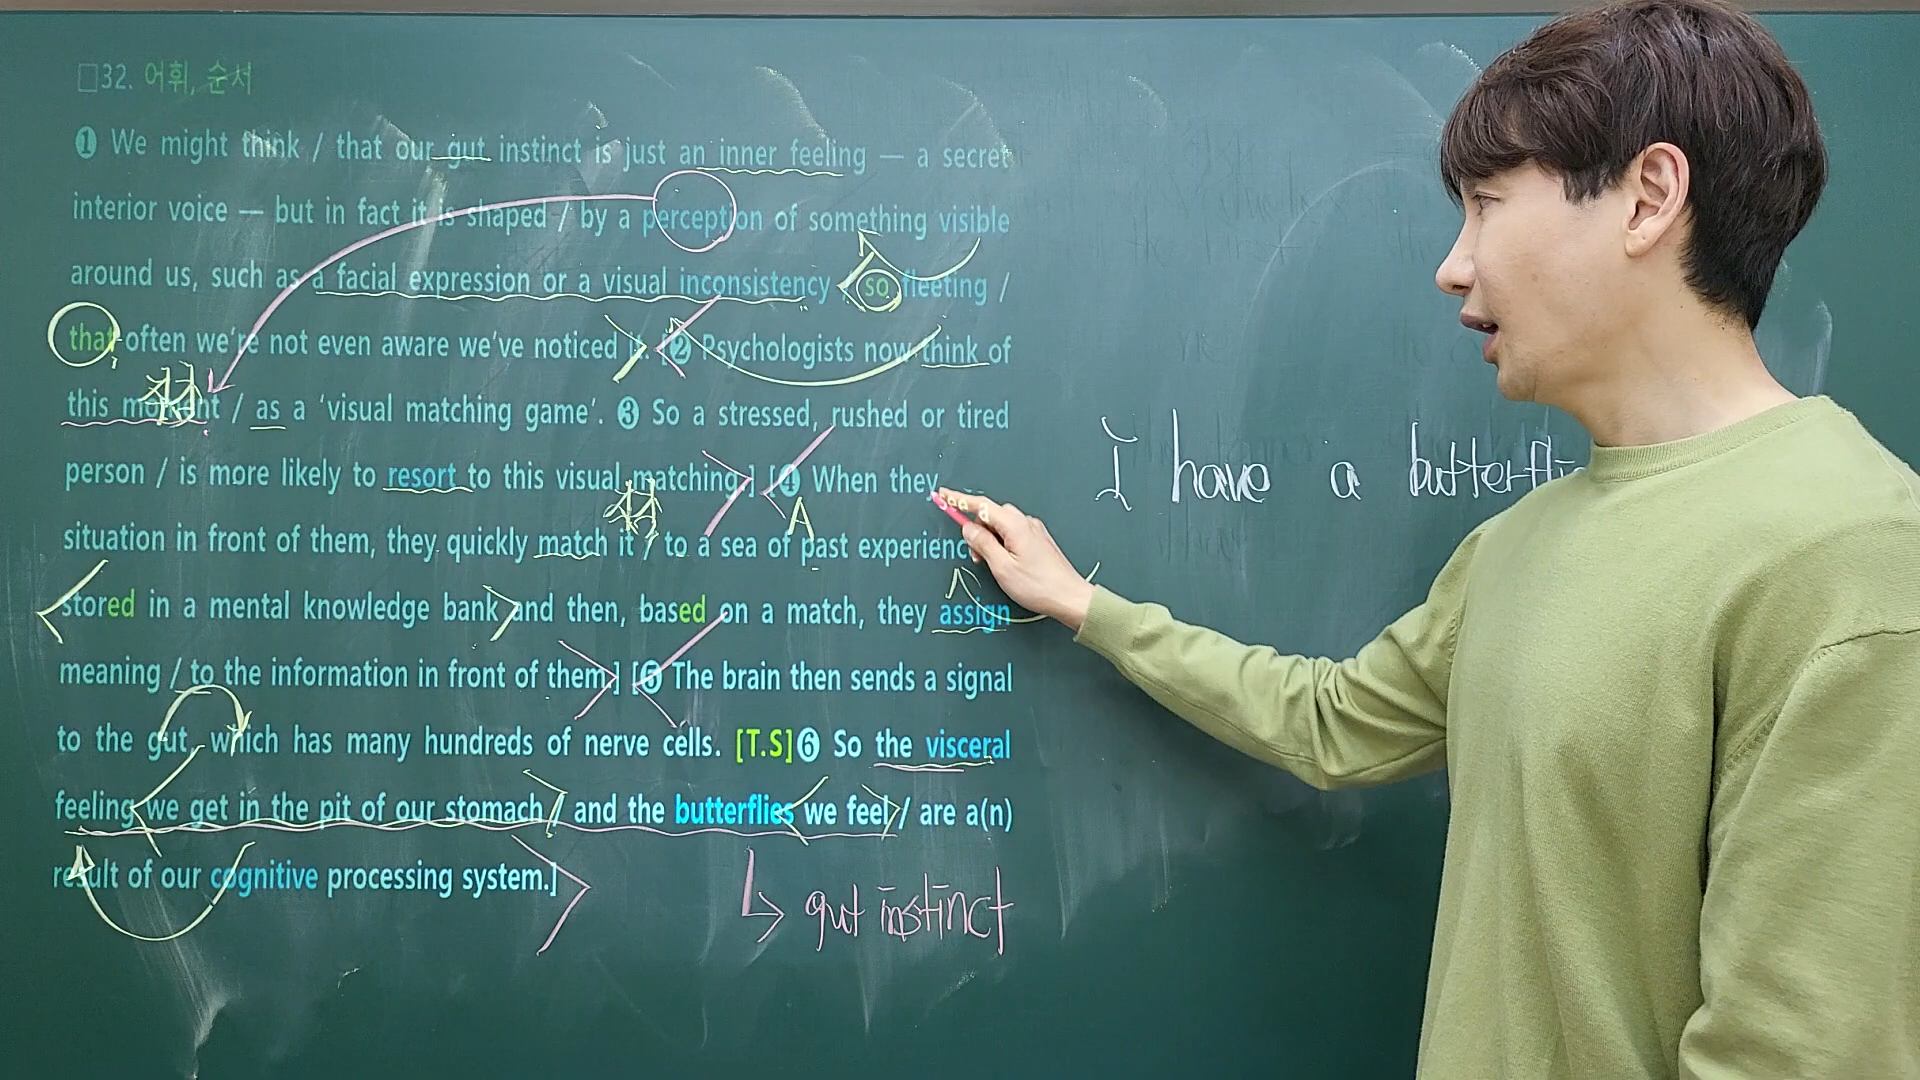 □32. 어휘, 순서
❶ We might think / that our gut instinct is just an inner feeling — a secret
interior voice — but in fact it is shaped / by a perception of something visible
around us, such as a facial expression or a visual inconsistency / so fleeting /
that often we're not even aware we've noticed it. [❷ Psychologists now think of
this moment / as a 'visual matching game'. ❸ So a stressed, rushed or tired
person / is more likely to resort to this visual matching.] [❹ When they see a
A
situation in front of them, they quickly match it / to a sea of past experienc
stored in a mental knowledge bank and then, based on a match, they assign
meaning / to the information in front of them.] [❺ The brain then sends a signal
to the gut, which has many hundreds of nerve cells. [T.S]❻ So the visceral
feeling we get in the pit of our stomach / and the butterflies we feel / are a(n)
result of our cognitive processing system.]
gut instinct
I have a butterfli